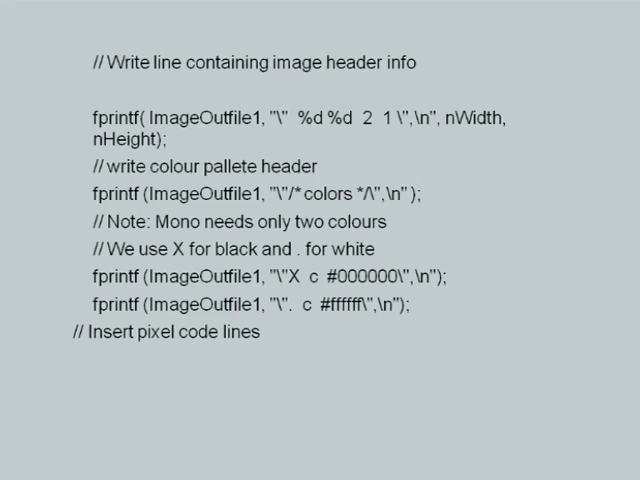 // Write line containing image header info
fprintf( ImageOutfile1, "\" %d %d 2 1 \",\n", nWidth,
nHeight);
// write colour pallete header
fprintf (ImageOutfile1, "\"/* colors */\",\n" );
// Note: Mono needs only two colours
// We use X for black and . for white
fprintf (ImageOutfile1, "\"X c #000000\",\n");
fprintf (ImageOutfile1, "\". c #ffffff\",\n");
// Insert pixel code lines